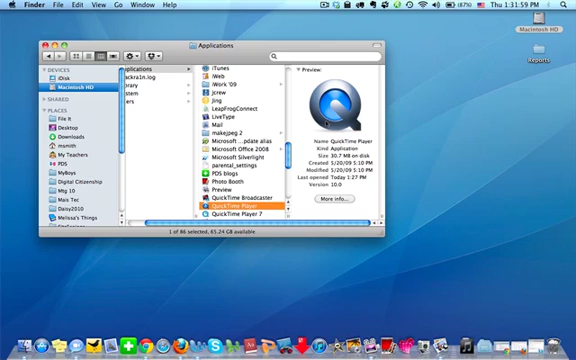 Finder File Edit View Go Window Help
(87%) Thu 1:31:59 PM
Applications
DEVICES
iDisk
Macintosh HD
SHARED
PLACES
File It
Desktop
Downloads
msmith
My Teachers
PDS
MyBoys
Digital Citizenship
Mtg 10
Mais Tec
Daisy2010
Melissa's Things
iTunes
iWeb
iWork '09
jcrew
Jing
LeapFrogConnect
LiveType
Mail
makejpeg 2
Microsoft ...pdate alias
Microsoft Office 2008
Microsoft Silverlight
parental_settings
PDS blogs
Photo Booth
Preview
QuickTime Broadcaster
QuickTime Player
QuickTime Player 7
Preview:
Name QuickTime Player
Kind Application
Size 30.7 MB on disk
Created 5/20/09 5:10 PM
Modified 5/20/09 5:10 PM
Last opened Today 1:27 PM
Version 10.0
More info...
1 of 86 selected, 65.24 GB available
Macintosh HD
Reports